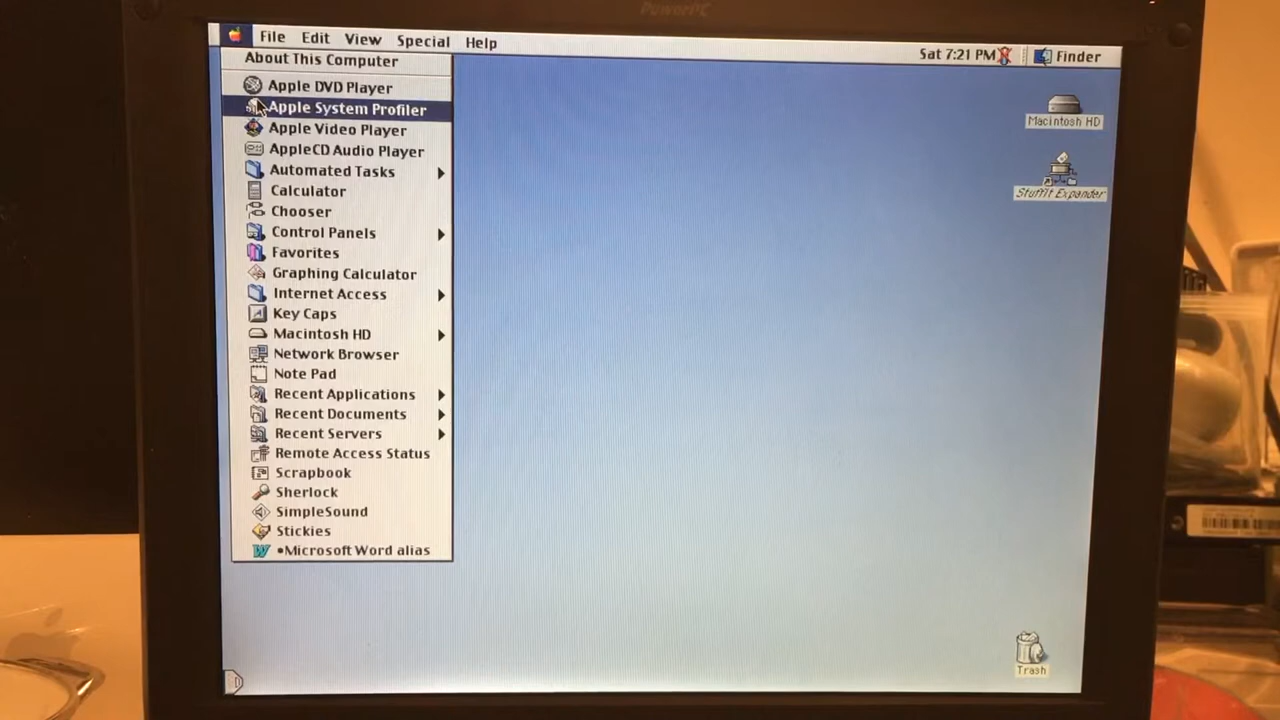 PowerPC
File Edit View Special Help
Sat 7:21 PM Finder
About This Computer
Apple DVD Player
Apple System Profiler
Apple Video Player
AppleCD Audio Player
Automated Tasks
Calculator
Chooser
Control Panels
Favorites
Graphing Calculator
Internet Access
Key Caps
Macintosh HD
Network Browser
Note Pad
Recent Applications
Recent Documents
Recent Servers
Remote Access Status
Scrapbook
Sherlock
SimpleSound
Stickies
•Microsoft Word alias
Macintosh HD
StuffIt Expander
Trash